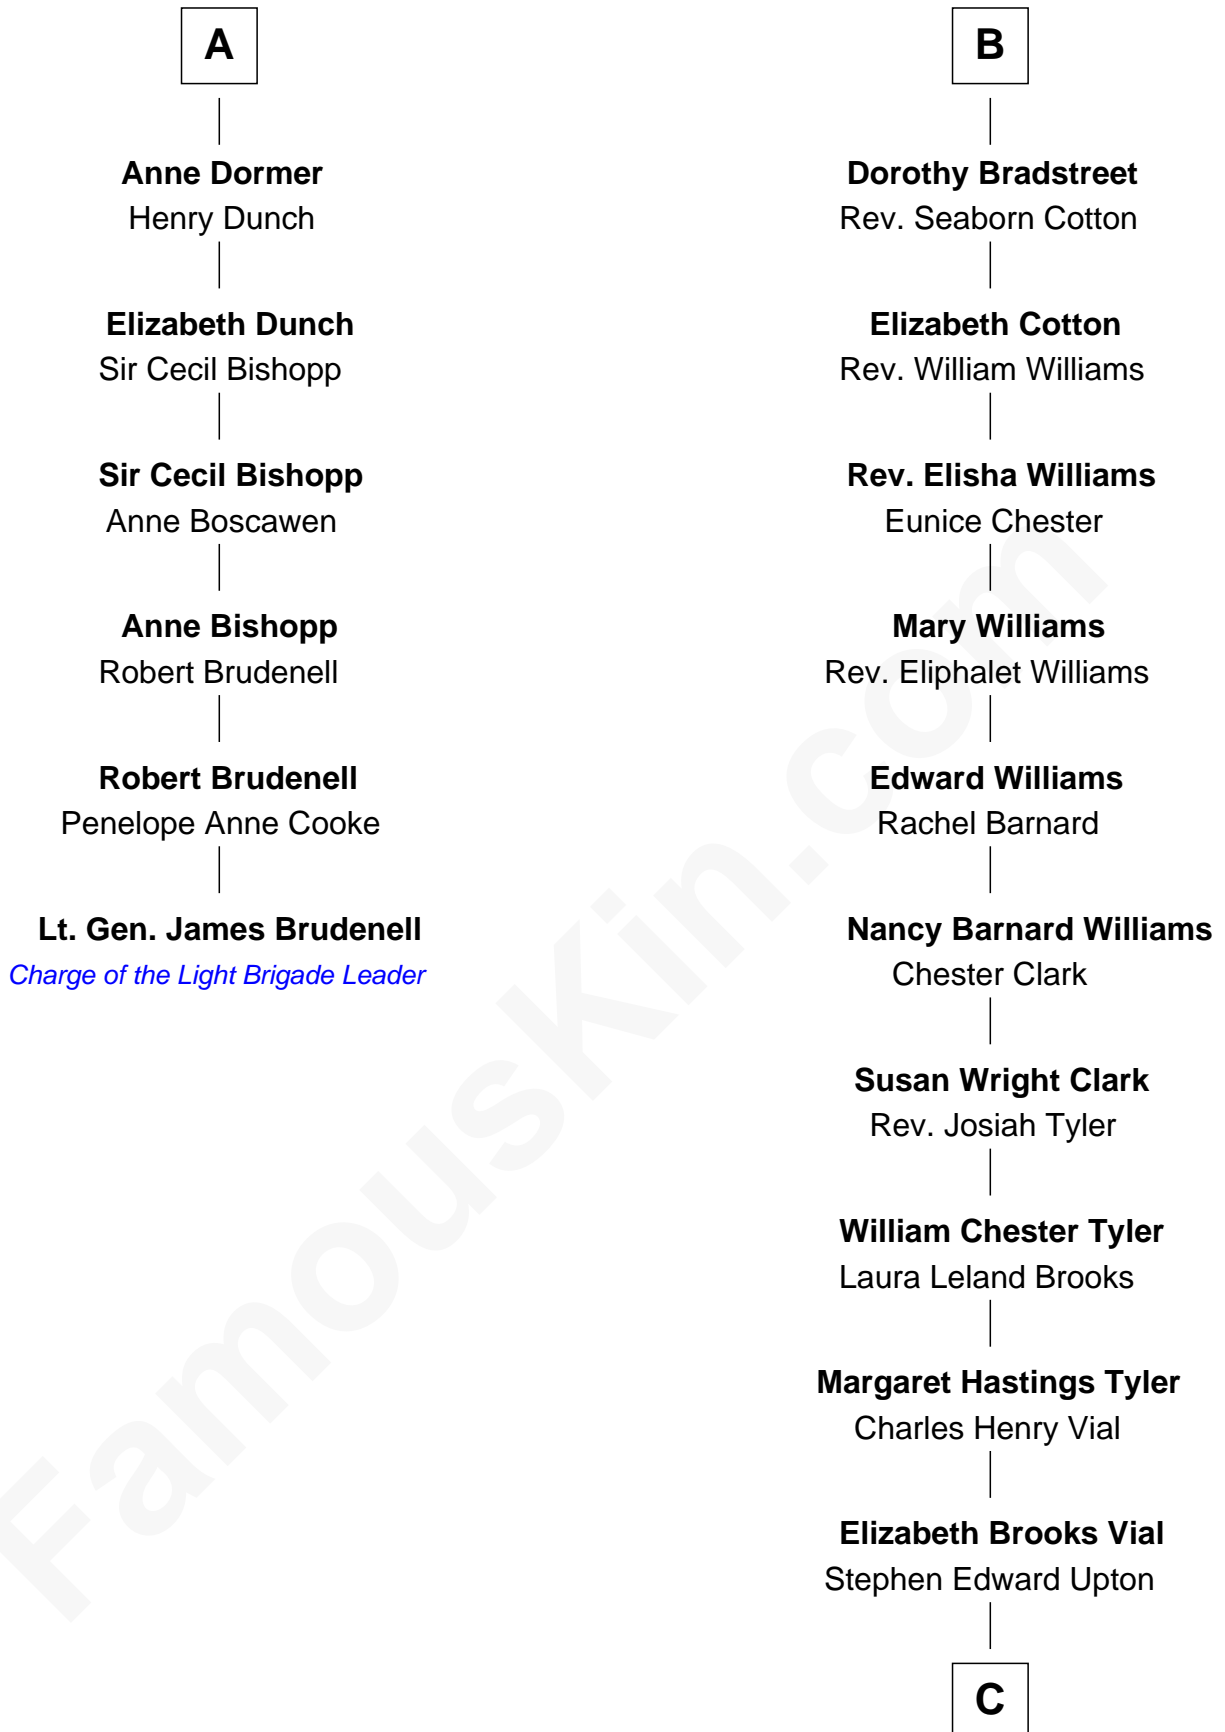 A
Anne Dormer
Henry Dunch
Elizabeth Dunch
Sir Cecil Bishopp
Sir Cecil Bishopp
Anne Boscawen
Anne Bishopp
Robert Brudenell
Robert Brudenell
Penelope Anne Cooke
Lt. Gen. James Brudenell
Charge of the Light Brigade Leader
B
Dorothy Bradstreet
Rev. Seaborn Cotton
Elizabeth Cotton
Rev. William Williams
Rev. Elisha Williams
Eunice Chester
Mary Williams
Rev. Eliphalet Williams
Edward Williams
Rachel Barnard
Nancy Barnard Williams
Chester Clark
Susan Wright Clark
Rev. Josiah Tyler
William Chester Tyler
Laura Leland Brooks
Margaret Hastings Tyler
Charles Henry Vial
Elizabeth Brooks Vial
Stephen Edward Upton
C
FamousKin.com